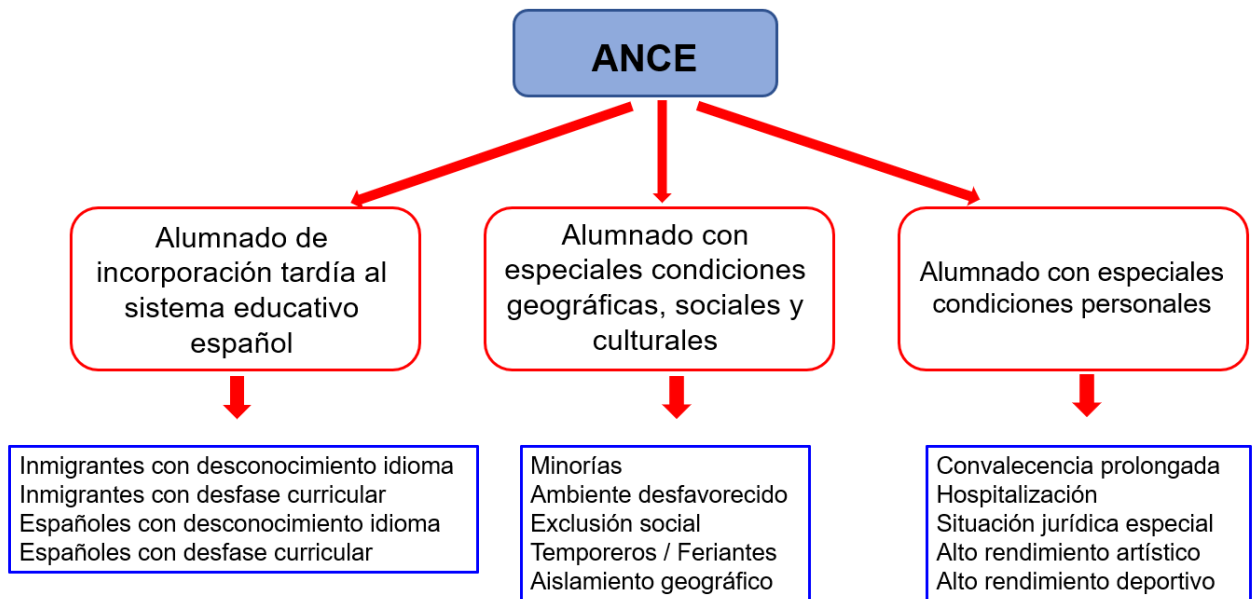 ANCE
Alumnado de
incorporación tardía al
sistema educativo
español
Alumnado con
especiales condiciones
geográficas, sociales y
culturales
Alumnado con especiales
condiciones personales
Inmigrantes con desconocimiento idioma
Inmigrantes con desfase curricular
Españoles con desconocimiento idioma
Españoles con desfase curricular
Minorías
Ambiente desfavorecido
Exclusión social
Temporeros / Feriantes
Aislamiento geográfico
Convalecencia prolongada
Hospitalización
Situación jurídica especial
Alto rendimiento artístico
Alto rendimiento deportivo